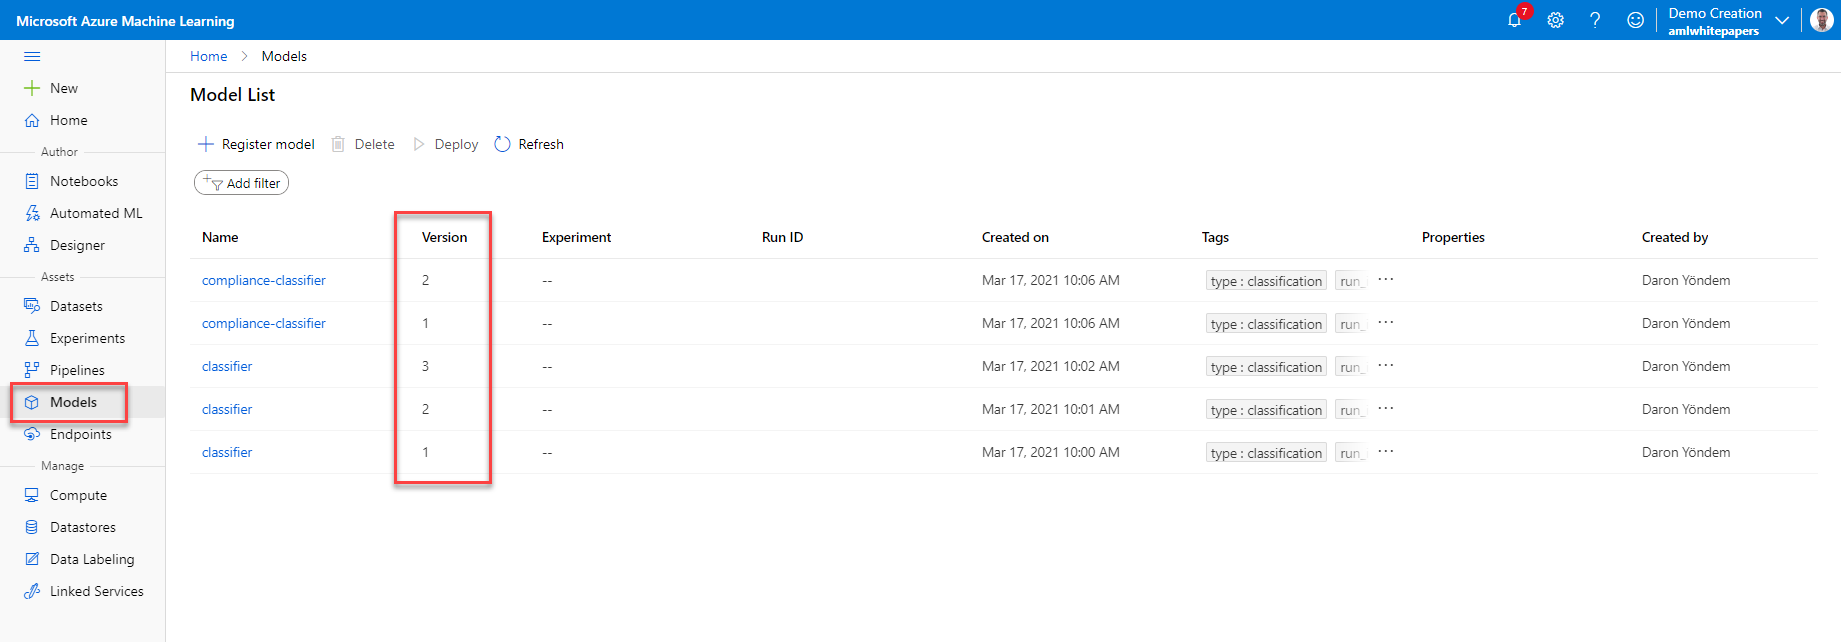 Microsoft Azure Machine Learning
7
Demo Creation
amlwhitepapers
New
Home
Author
Notebooks
Automated ML
Designer
Assets
Datasets
Experiments
Pipelines
Models
Endpoints
Manage
Compute
Datastores
Data Labeling
Linked Services
Home > Models
Model List
Register model Delete Deploy Refresh
Add filter
Name Version Experiment Run ID Created on Tags Properties Created by
compliance-classifier 2 -- Mar 17, 2021 10:06 AM type : classification run_ ··· Daron Yöndem
compliance-classifier 1 -- Mar 17, 2021 10:06 AM type : classification run_ ··· Daron Yöndem
classifier 3 -- Mar 17, 2021 10:02 AM type : classification run_ ··· Daron Yöndem
classifier 2 -- Mar 17, 2021 10:01 AM type : classification run_ ··· Daron Yöndem
classifier 1 -- Mar 17, 2021 10:00 AM type : classification run_ ··· Daron Yöndem